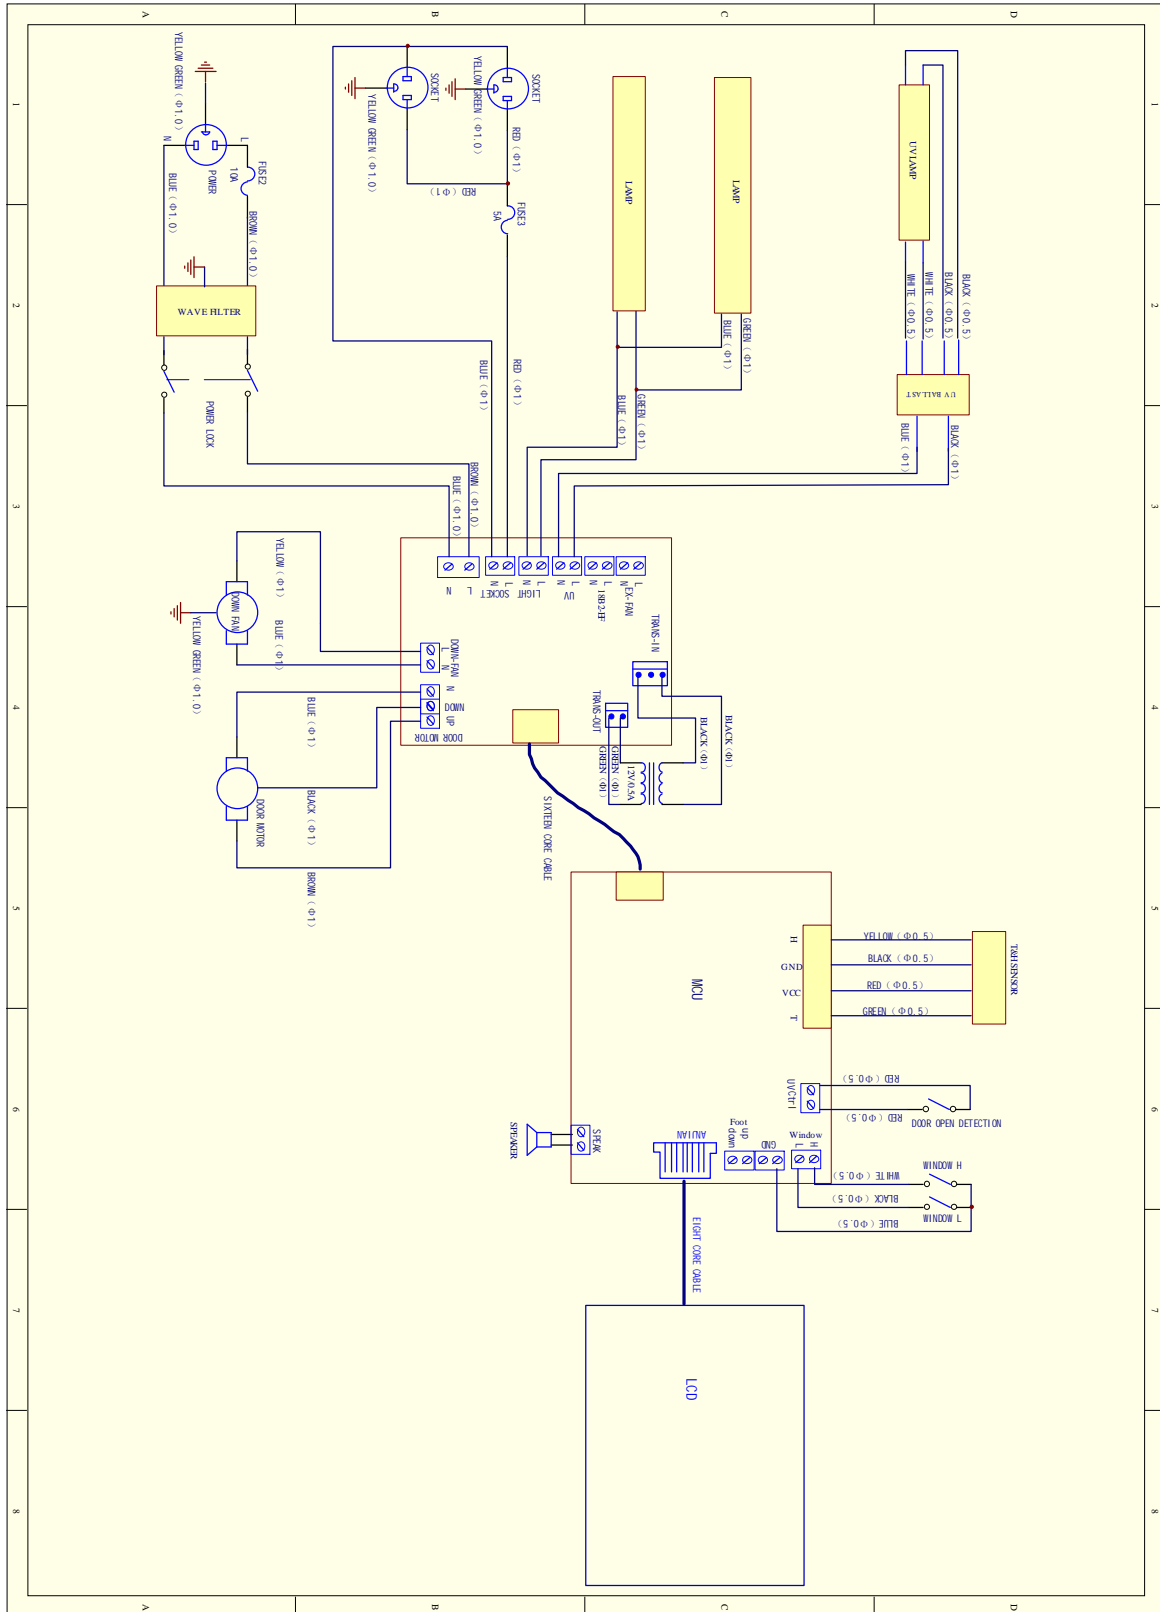 A
B
C
D
1
2
3
4
5
6
7
8
YELLOW GREEN (Φ1.0)
N
L
POWER
10A
FUSE2
BLUE (Φ1.0)
BROWN (Φ1.0)
WAVE FILTER
POWER LOCK
SOCKET
SOCKET
YELLOW GREEN (Φ1.0)
YELLOW GREEN (Φ1.0)
RED (Φ1)
RED (Φ1)
FUSE3
5A
RED (Φ1)
BLUE (Φ1)
LAMP
LAMP
BLUE (Φ1)
GREEN (Φ1)
BLUE (Φ1)
GREEN (Φ1)
UV LAMP
WHITE (Φ0.5)
WHITE (Φ0.5)
BLACK (Φ0.5)
BLACK (Φ0.5)
UV BALLAST
BLUE (Φ1)
BLACK (Φ1)
BLUE (Φ1.0)
BROWN (Φ1.0)
N
L
N
L
SOCKET
N
L
LIGHT
N
L
UV
N
L
N
L
EX-FAN
TRANS-IN
TRANS-OUT
BLACK (Φ1)
BLACK (Φ1)
GREEN (Φ1)
GREEN (Φ1)
12V/0.5A
YELLOW (Φ1)
BLUE (Φ1)
DOWN FAN
YELLOW GREEN (Φ1.0)
DOWN-FAN
L
N
N
DOWN
UP
DOOR MOTOR
BLUE (Φ1)
BLACK (Φ1)
BROWN (Φ1)
DOOR MOTOR
SIXTEEN CORE CABLE
MCU
H
GND
VCC
T
YELLOW (Φ0.5)
BLACK (Φ0.5)
RED (Φ0.5)
GREEN (Φ0.5)
T&H SENSOR
UVCtrl
RED (Φ0.5)
RED (Φ0.5)
DOOR OPEN DETECTION
SPEAKER
SPEAK
ANJIAN
Foot
up
down
GND
Window
L
H
WHITE (Φ0.5)
BLACK (Φ0.5)
BLUE (Φ0.5)
WINDOW H
WINDOW L
EIGHT CORE CABLE
LCD
1
2
3
4
5
6
7
8
A
B
C
D